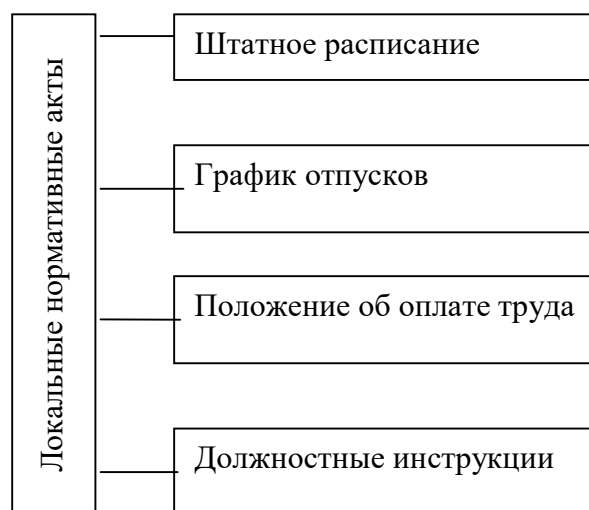 Локальные нормативные акты
Штатное расписание
График отпусков
Положение об оплате труда
Должностные инструкции